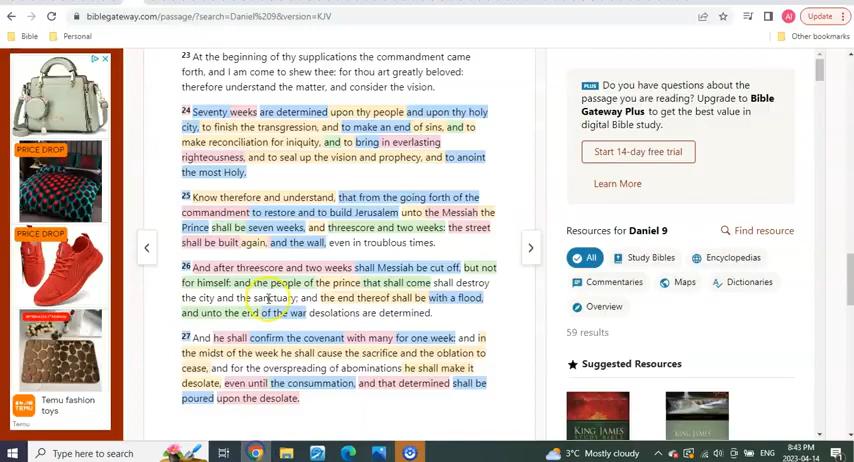 biblegateway.com/passage/?search=Daniel%209&version=KJV
AI
Update
Bible
Personal
Other bookmarks
23 At the beginning of thy supplications the commandment came
forth, and I am come to shew thee: for thou art greatly beloved:
therefore understand the matter, and consider the vision.
24 Seventy weeks are determined upon thy people and upon thy holy
city, to finish the transgression, and to make an end of sins, and to
make reconciliation for iniquity, and to bring in everlasting
righteousness, and to seal up the vision and prophecy, and to anoint
the most Holy.
25 Know therefore and understand, that from the going forth of the
commandment to restore and to build Jerusalem unto the Messiah the
Prince shall be seven weeks, and threescore and two weeks: the street
shall be built again, and the wall, even in troublous times.
26 And after threescore and two weeks shall Messiah be cut off, but not
for himself: and the people of the prince that shall come shall destroy
the city and the sanctuary; and the end thereof shall be with a flood,
and unto the end of the war desolations are determined.
27 And he shall confirm the covenant with many for one week: and in
the midst of the week he shall cause the sacrifice and the oblation to
cease, and for the overspreading of abominations he shall make it
desolate, even until the consummation, and that determined shall be
poured upon the desolate.
PRICE DROP
PRICE DROP
Temu fashion
toys
Temu
PLUS Do you have questions about the
passage you are reading? Upgrade to Bible
Gateway Plus to get the best value in
digital Bible study.
Start 14-day free trial
Learn More
Resources for Daniel 9
Find resource
All
Study Bibles
Encyclopedias
Commentaries
Maps
Dictionaries
Overview
59 results
Suggested Resources
KING JAMES
STUDY BIBLE
KING JAMES
Type here to search
3°C Mostly cloudy
ENG
8:43 PM
2023-04-14